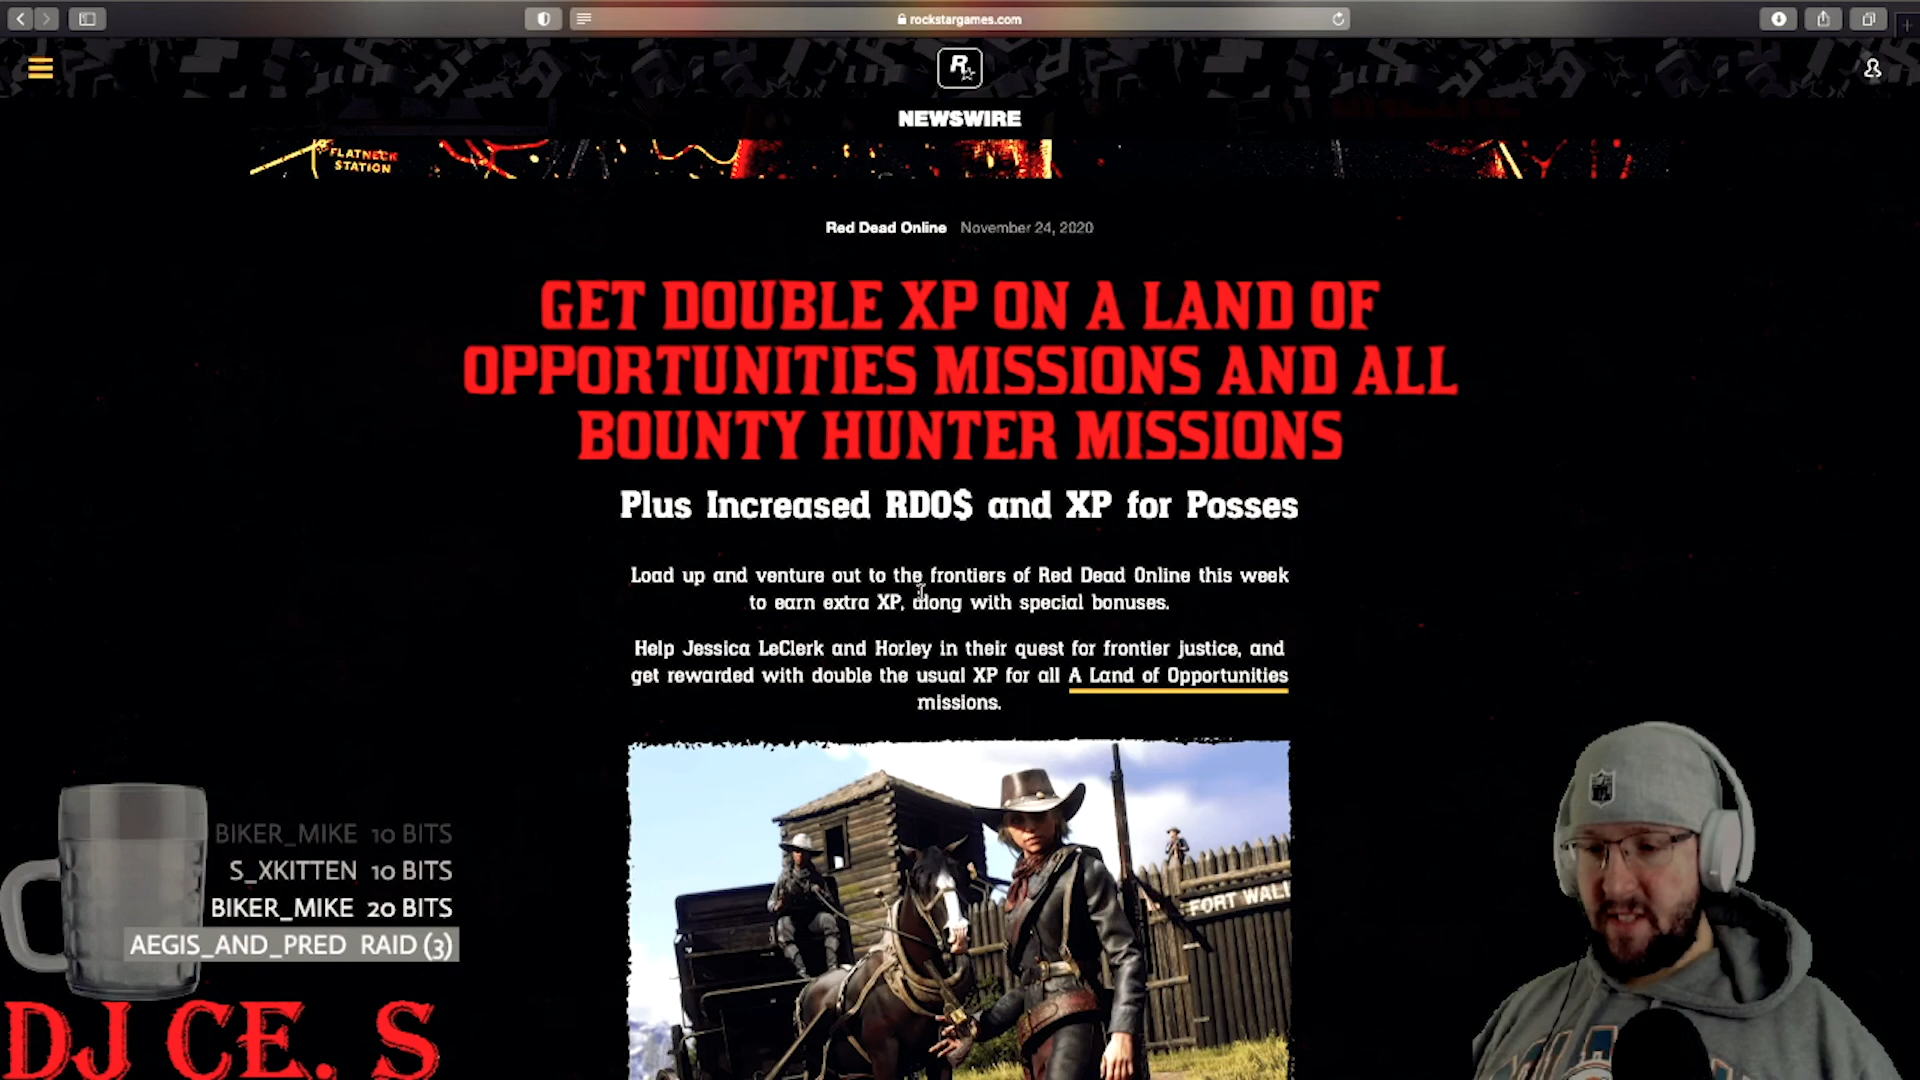 rockstargames.com
NEWSWIRE
FLATNECK
STATION
Red Dead Online November 24, 2020
GET DOUBLE XP ON A LAND OF
OPPORTUNITIES MISSIONS AND ALL
BOUNTY HUNTER MISSIONS
Plus Increased RDO$ and XP for Posses
Load up and venture out to the frontiers of Red Dead Online this week
to earn extra XP, along with special bonuses.
Help Jessica LeClerk and Horley in their quest for frontier justice, and
get rewarded with double the usual XP for all A Land of Opportunities
missions.
FORT WALL
BIKER_MIKE 10 BITS
S_XKITTEN 10 BITS
BIKER_MIKE 20 BITS
AEGIS_AND_PRED RAID (3)
DJ CE. S